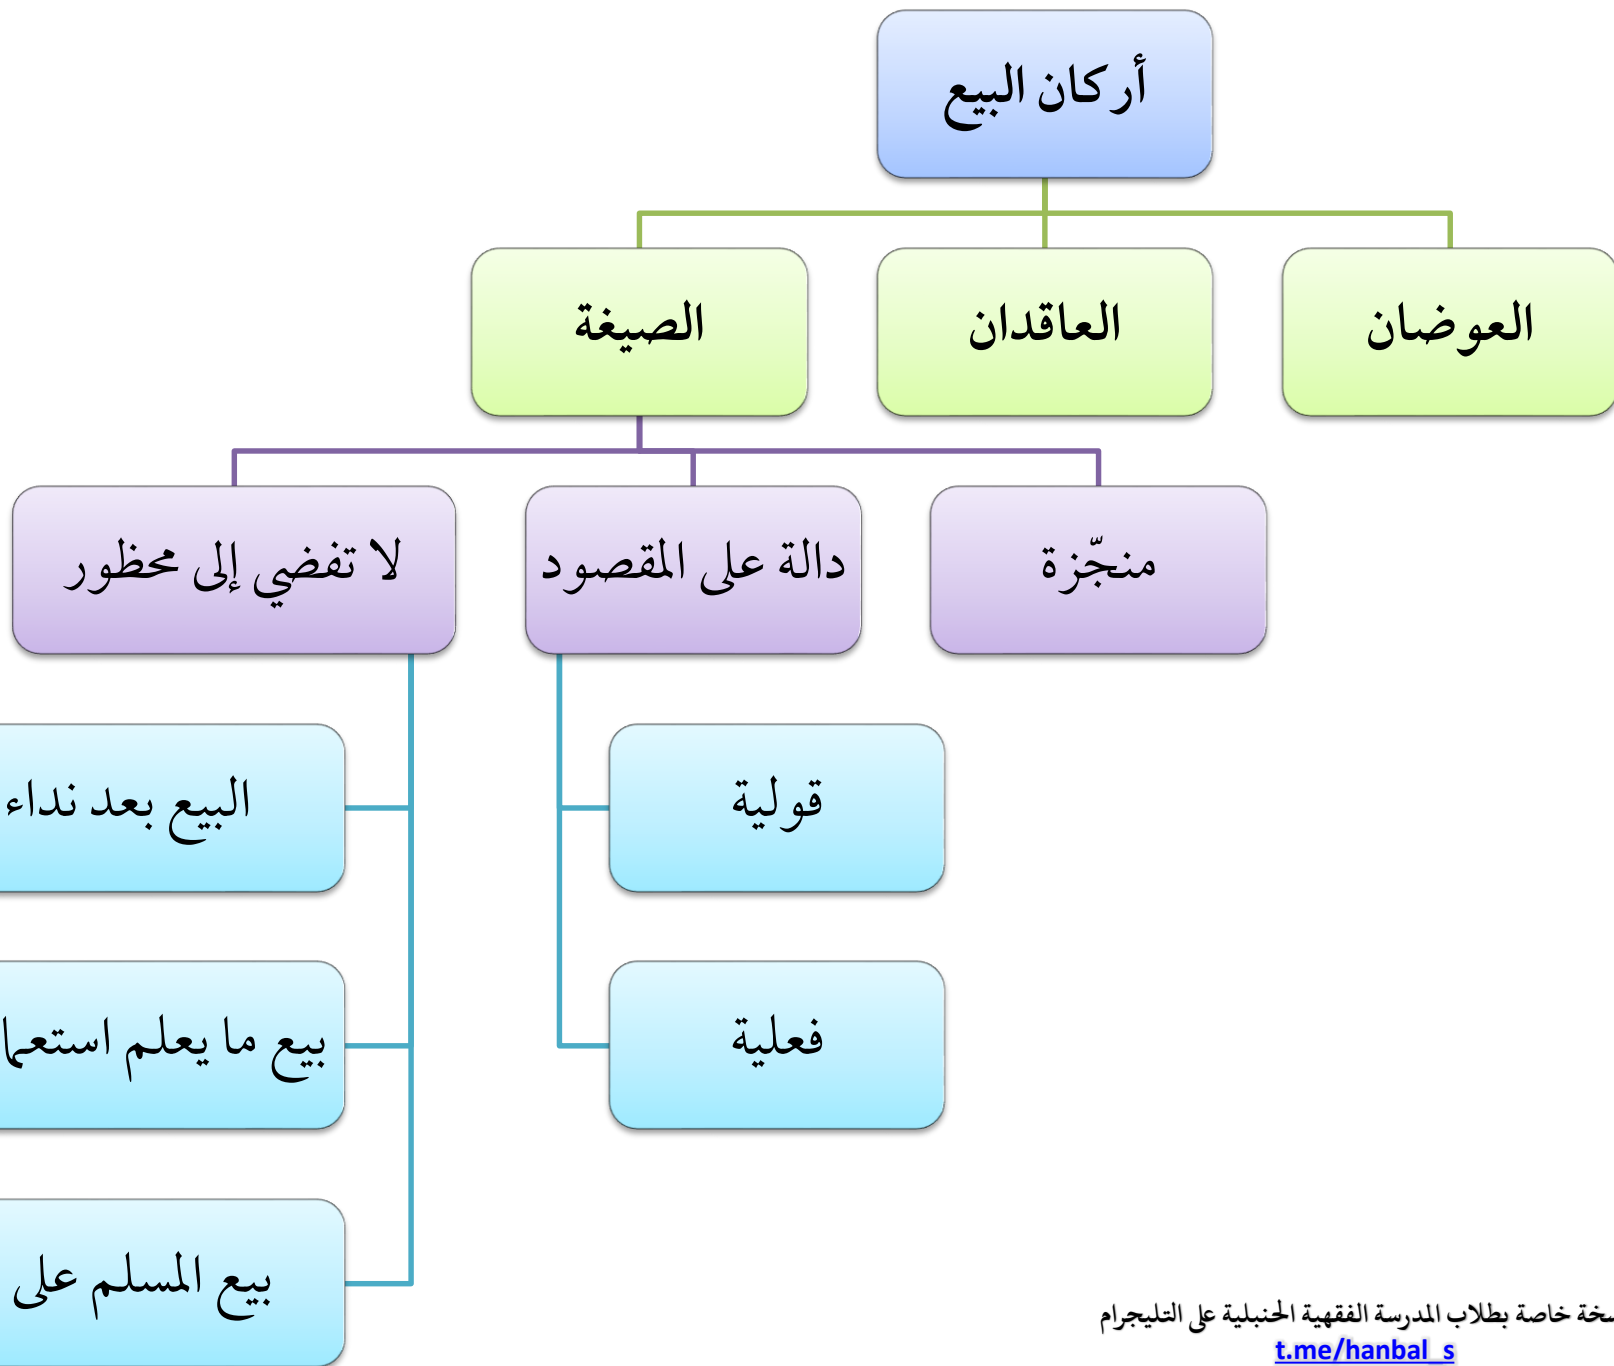 أركان البيع
العوضان
العاقدان
الصيغة
منجّزة
دالة على المقصود
لا تفضي إلى محظور
قولية
فعلية
البيع بعد نداء
بيع ما يعلم
بيع المسلم على
خاصة بطلاب المدرسة الفقهية الحنبلية على التليجرام
t.me/hanbal_s